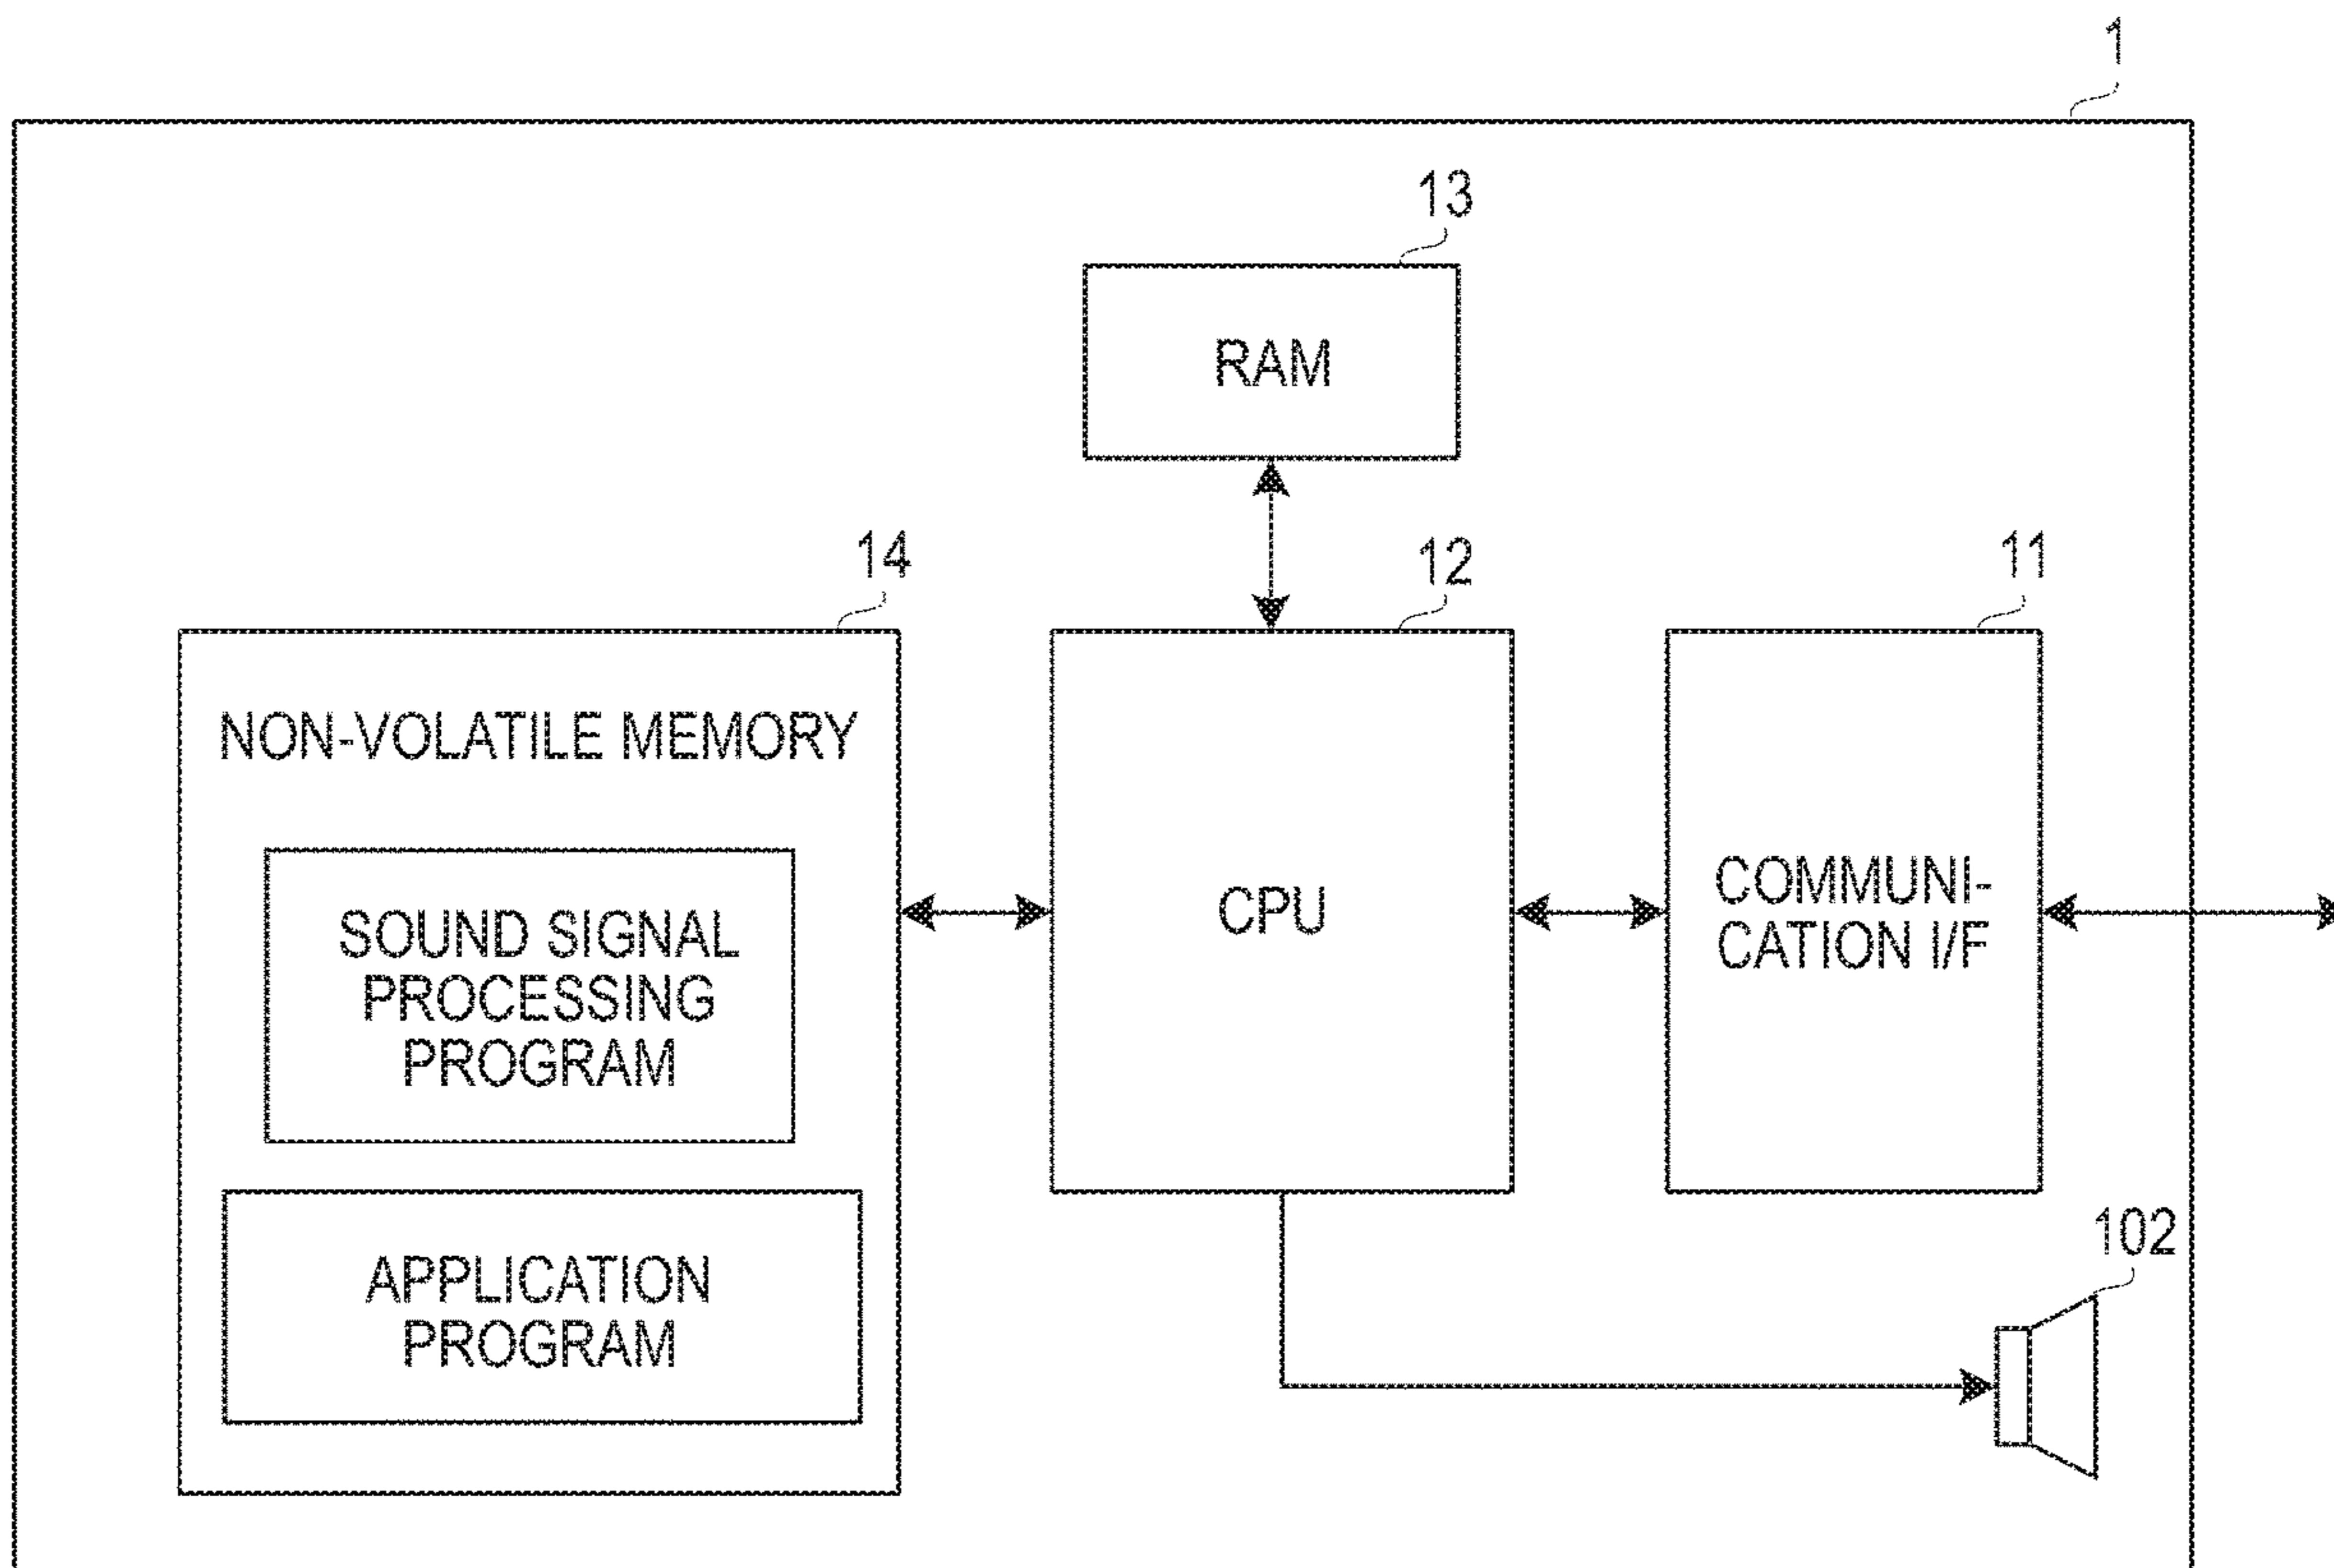 1
13
RAM
14
12
11
NON-VOLATILE MEMORY
SOUND SIGNAL
PROCESSING
PROGRAM
APPLICATION
PROGRAM
CPU
COMMUNI-
CATION I/F
102